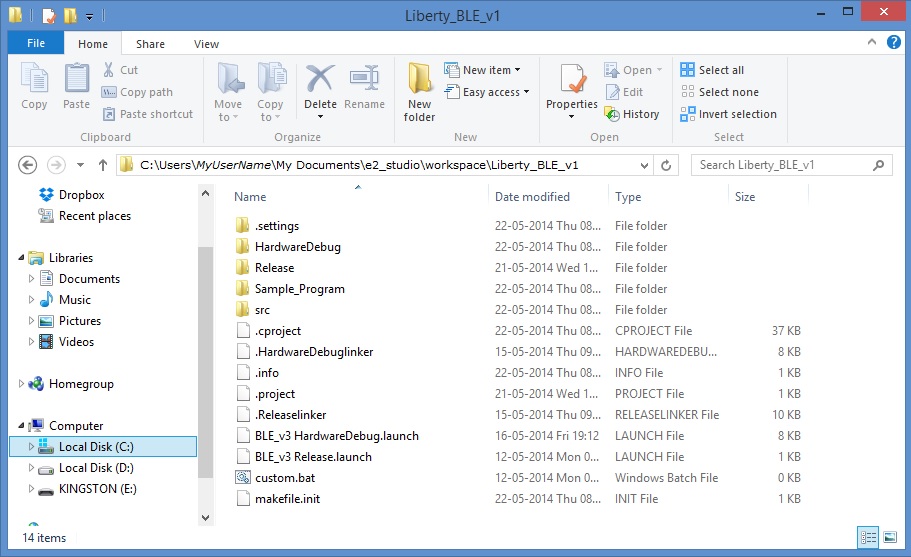 Liberty_BLE_v1
File Home Share View
Copy
Paste
Cut
Copy path
Paste shortcut
Clipboard
Move to
Copy to
Delete
Rename
Organize
New folder
New item
Easy access
New
Properties
Open
Edit
History
Open
Select all
Select none
Invert selection
Select
C:\Users\MyUserName\My Documents\e2_studio\workspace\Liberty_BLE_v1
Search Liberty_BLE_v1
Dropbox
Recent places
Libraries
Documents
Music
Pictures
Videos
Homegroup
Computer
Local Disk (C:)
Local Disk (D:)
KINGSTON (E:)
Name Date modified Type Size
.settings 22-05-2014 Thu 08... File folder
HardwareDebug 22-05-2014 Thu 08... File folder
Release 21-05-2014 Wed 1... File folder
Sample_Program 22-05-2014 Thu 08... File folder
src 22-05-2014 Thu 08... File folder
.cproject 22-05-2014 Thu 08... CPROJECT File 37 KB
.HardwareDebuglinker 15-05-2014 Thu 09... HARDWAREDEBU... 8 KB
.info 22-05-2014 Thu 08... INFO File 1 KB
.project 21-05-2014 Wed 1... PROJECT File 1 KB
.Releaselinker 15-05-2014 Thu 09... RELEASELINKER File 10 KB
BLE_v3 HardwareDebug.launch 16-05-2014 Fri 19:12 LAUNCH File 8 KB
BLE_v3 Release.launch 12-05-2014 Mon 0... LAUNCH File 1 KB
custom.bat 12-05-2014 Mon 0... Windows Batch File 0 KB
makefile.init 22-05-2014 Thu 08... INIT File 1 KB
14 items